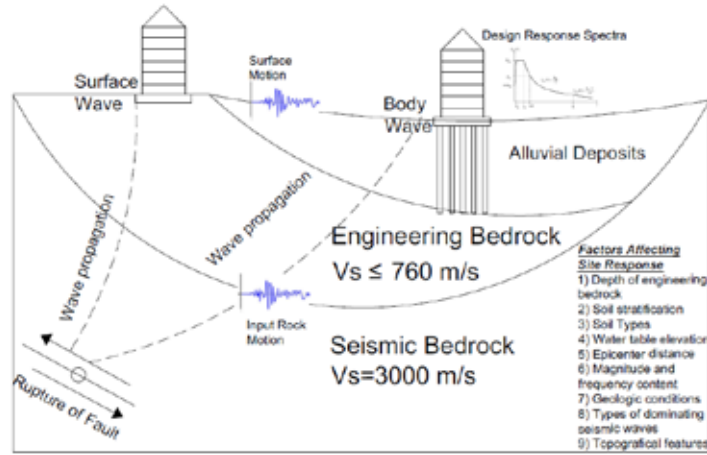 Design Response Spectra
Surface
Motion
Surface
Wave
Body
Wave
Alluvial Deposits
Wave propagation
Wave propagation
Engineering Bedrock
Vs ≤ 760 m/s
Input Rock
Motion
Seismic Bedrock
Vs=3000 m/s
Rupture of Fault
Factors Affecting
Site Response
1) Depth of engineering
bedrock
2) Soil stratification
3) Soil Types
4) Water table elevation
5) Epicenter distance
6) Magnitude and
frequency content
7) Geologic conditions
8) Types of dominating
seismic waves
9) Topografical features